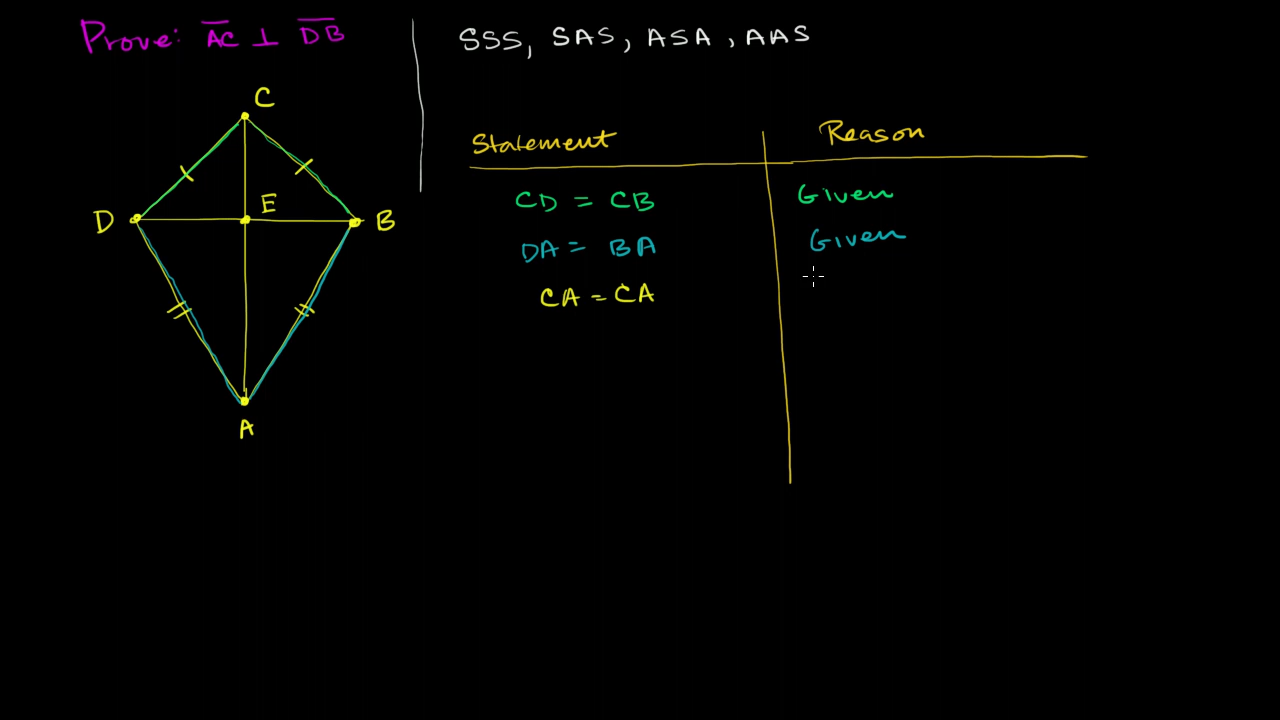 Prove: AC ⊥ DB
SSS, SAS, ASA, AAS
C
D
E
B
A
Statement Reason
CD = CB Given
DA = BA Given
CA = CA